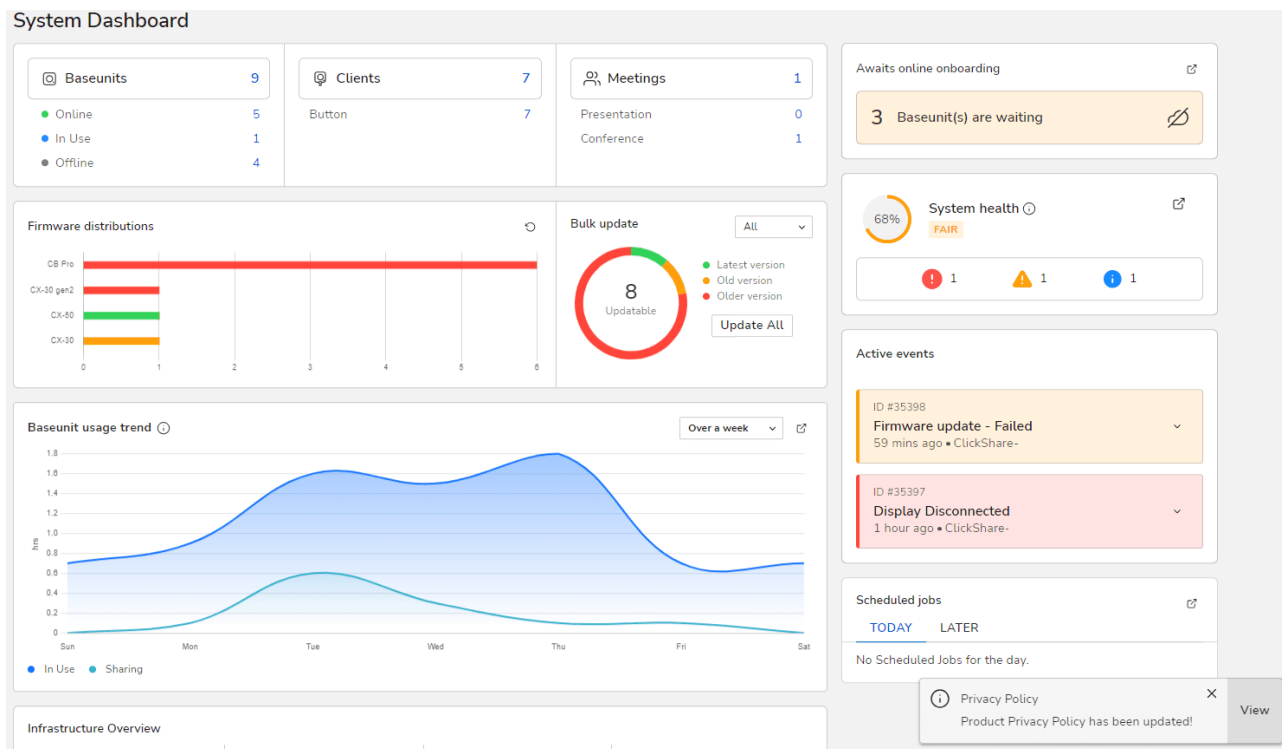 System Dashboard
Baseunits 9
Online 5
In Use 1
Offline 4
Clients 7
Button 7
Meetings 1
Presentation 0
Conference 1
Awaits online onboarding
3 Baseunit(s) are waiting
Firmware distributions
CB Pro
CX-30 gen2
CX-50
CX-30
0 1 2 3 4 5 6
Bulk update
All
8
Updatable
Latest version
Old version
Older version
Update All
68%
System health
FAIR
1 1 1
Active events
ID #35398
Firmware update - Failed
59 mins ago • ClickShare-
ID #35397
Display Disconnected
1 hour ago • ClickShare-
Baseunit usage trend
Over a week
1.8
1.6
1.4
1.2
1.0
0.8
0.6
0.4
0.2
0
hrs
Sun Mon Tue Wed Thu Fri Sat
In Use Sharing
Scheduled jobs
TODAY LATER
No Scheduled Jobs for the day.
Privacy Policy
Product Privacy Policy has been updated!
View
Infrastructure Overview